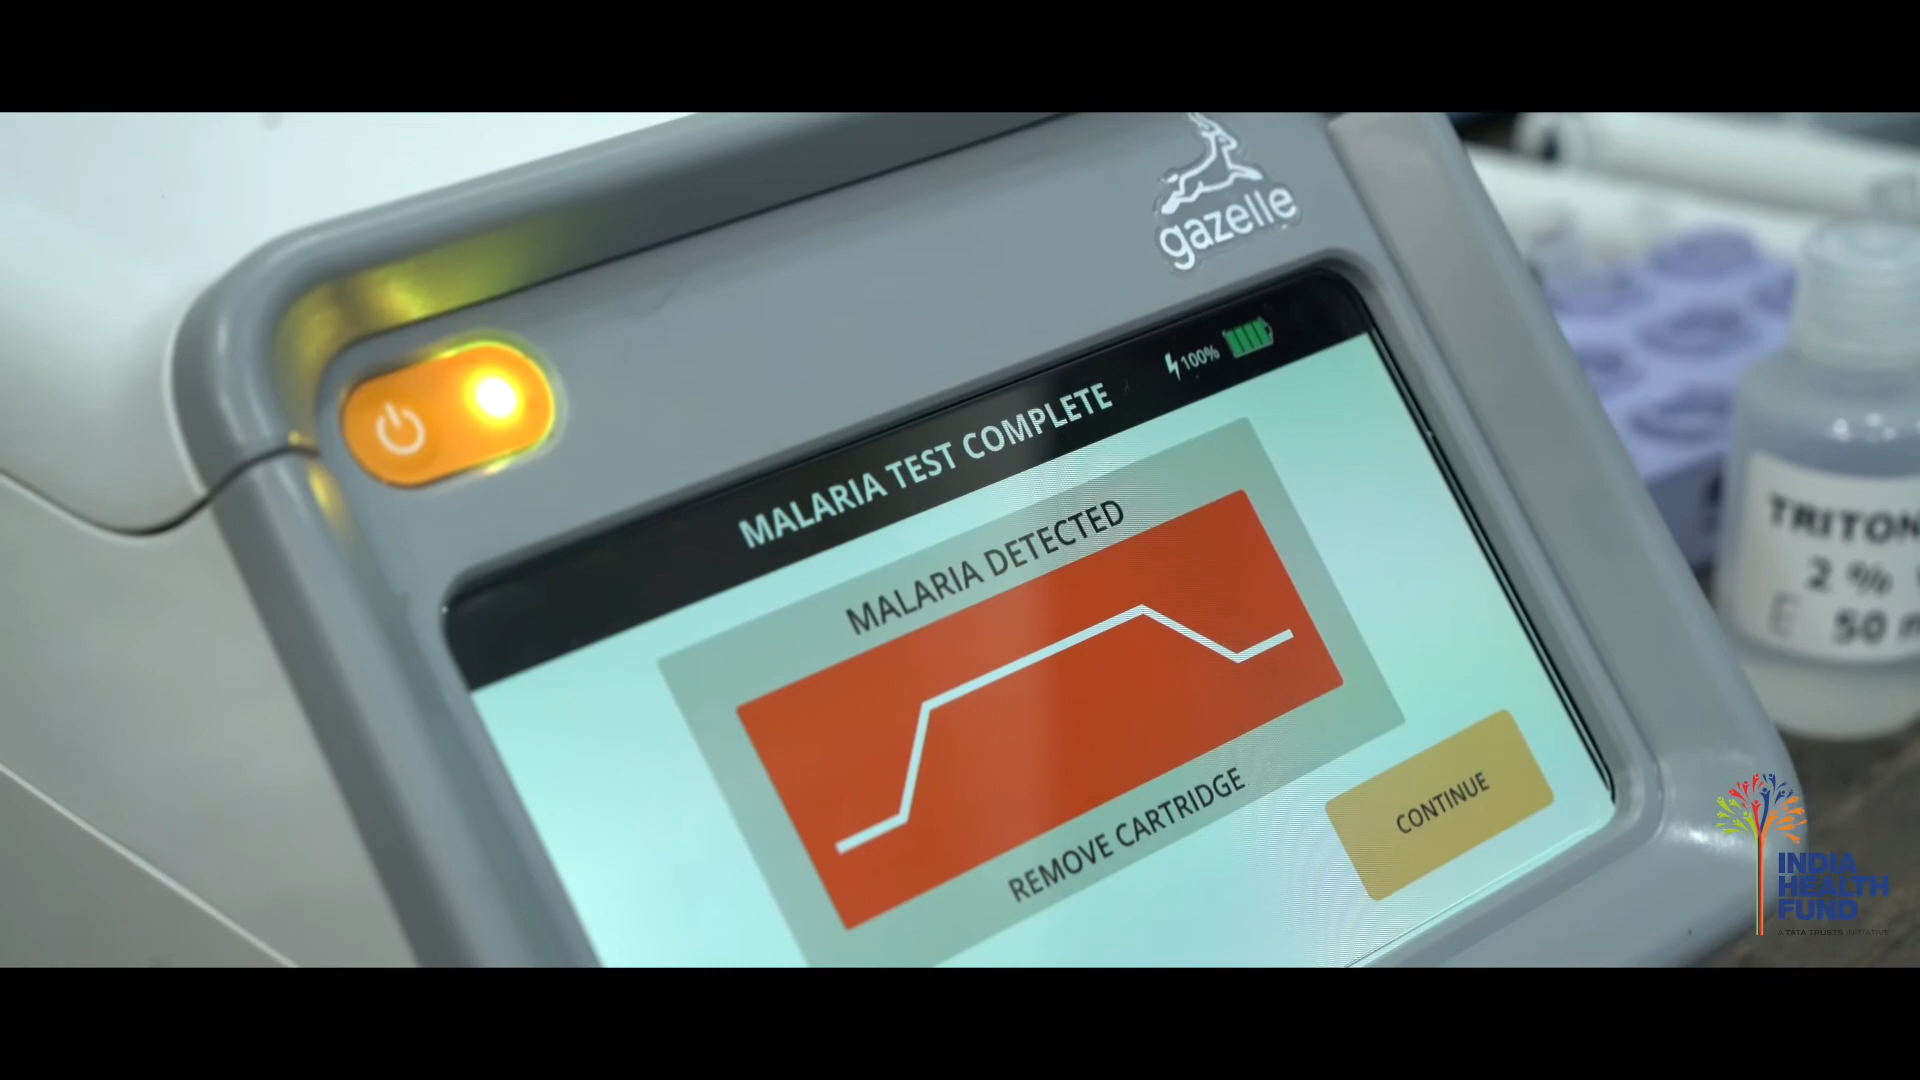 gazelle
100%
MALARIA TEST COMPLETE
MALARIA DETECTED
REMOVE CARTRIDGE
CONTINUE
TRITON
2 %
50
INDIA
HEALTH
FUND
A TATA TRUSTS INITIATIVE